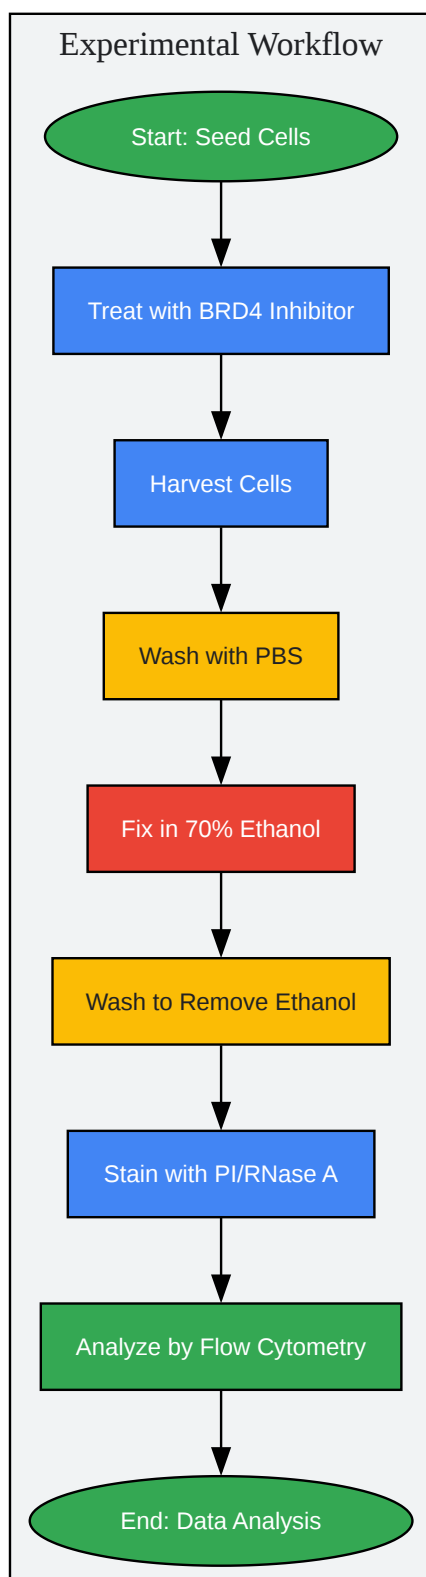 Experimental Workflow
Start: Seed Cells
Treat with BRD4 Inhibitor
Harvest Cells
Wash with PBS
Fix in 70% Ethanol
Wash to Remove Ethanol
Stain with PI/RNase A
Analyze by Flow Cytometry
End: Data Analysis